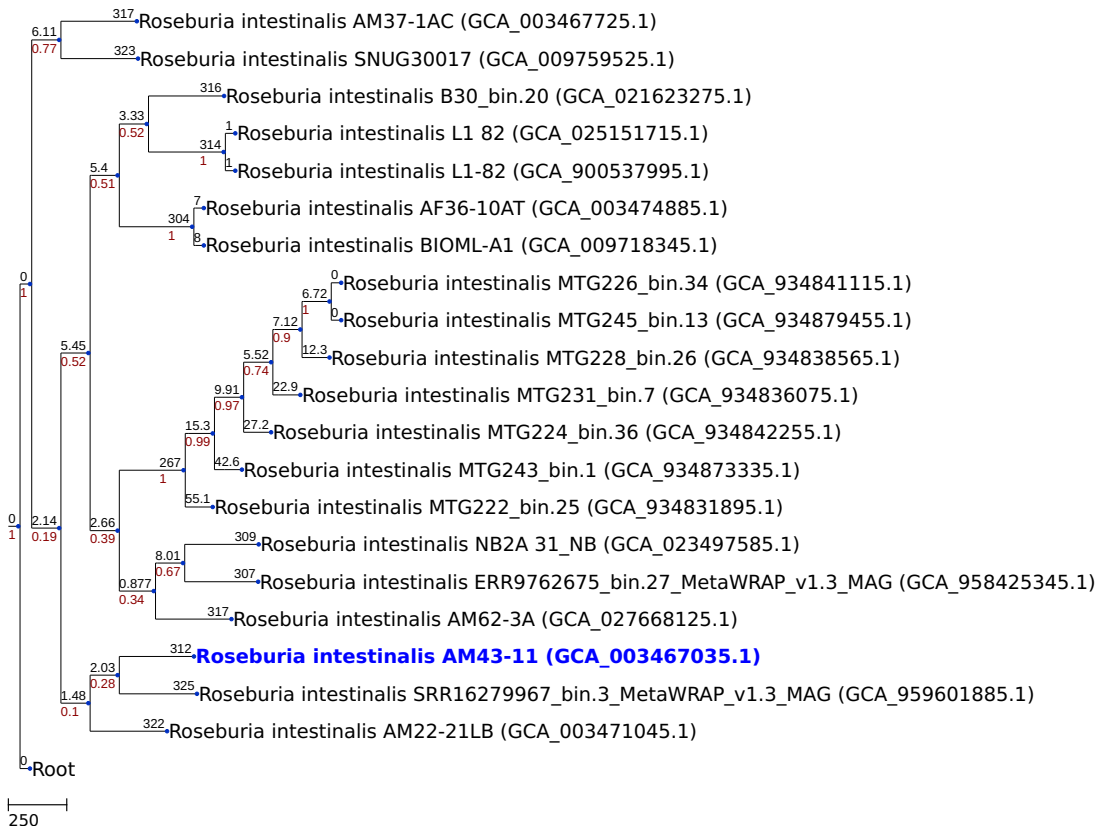 317 Roseburia intestinalis AM37-1AC (GCA_003467725.1)
6.11
0.77
323 Roseburia intestinalis SNUG30017 (GCA_009759525.1)
316 Roseburia intestinalis B30_bin.20 (GCA_021623275.1)
3.33
0.52
1 Roseburia intestinalis L1 82 (GCA_025151715.1)
314
1
1 Roseburia intestinalis L1-82 (GCA_900537995.1)
5.4
0.51
7 Roseburia intestinalis AF36-10AT (GCA_003474885.1)
304
1
8 Roseburia intestinalis BIOML-A1 (GCA_009718345.1)
0
1
0 Roseburia intestinalis MTG226_bin.34 (GCA_934841115.1)
6.72
1
0 Roseburia intestinalis MTG245_bin.13 (GCA_934879455.1)
7.12
0.9
12.3 Roseburia intestinalis MTG228_bin.26 (GCA_934838565.1)
5.45
0.52
5.52
0.74
22.9 Roseburia intestinalis MTG231_bin.7 (GCA_934836075.1)
9.91
0.97
27.2 Roseburia intestinalis MTG224_bin.36 (GCA_934842255.1)
15.3
0.99
42.6 Roseburia intestinalis MTG243_bin.1 (GCA_934873335.1)
267
1
55.1 Roseburia intestinalis MTG222_bin.25 (GCA_934831895.1)
0
1
2.14
0.19
2.66
0.39
309 Roseburia intestinalis NB2A 31_NB (GCA_023497585.1)
8.01
0.67
307 Roseburia intestinalis ERR9762675_bin.27_MetaWRAP_v1.3_MAG (GCA_958425345.1)
0.877
0.34
317 Roseburia intestinalis AM62-3A (GCA_027668125.1)
312 Roseburia intestinalis AM43-11 (GCA_003467035.1)
2.03
0.28
325 Roseburia intestinalis SRR16279967_bin.3_MetaWRAP_v1.3_MAG (GCA_959601885.1)
1.48
0.1
322 Roseburia intestinalis AM22-21LB (GCA_003471045.1)
0 Root
250